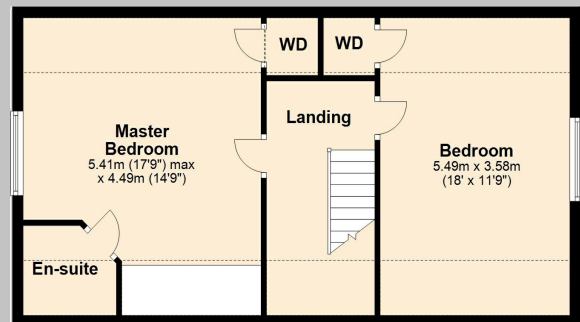 WD
WD
Landing
Master
Bedroom
5.41m (17'9") max
x 4.49m (14'9")
Bedroom
5.49m x 3.58m
(18' x 11'9")
En-suite